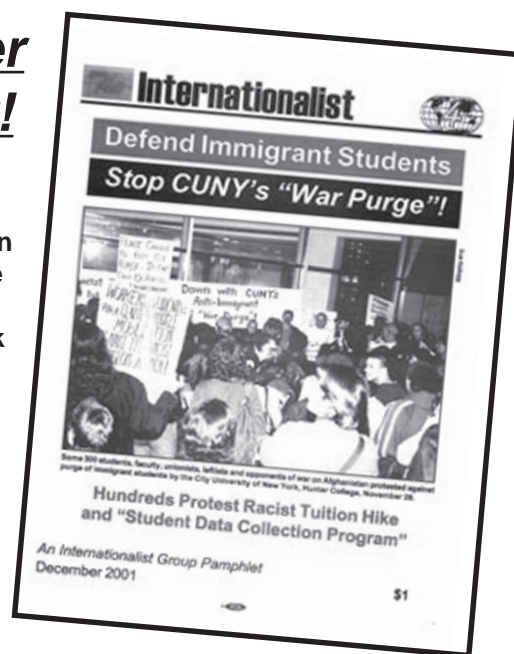 er
!
n
e
k
Internationalist
Defend Immigrant Students
Stop CUNY's "War Purge"!
Down with CUNY's
Anti-Immigrant
"War Purge"!
Some 300 students, faculty, unionists, leftists and opponents of war on Afghanistan protested against
purge of immigrant students by the City University of New York, Hunter College, November 28.
Hundreds Protest Racist Tuition Hike
and "Student Data Collection Program"
An Internationalist Group Pamphlet
December 2001
$1